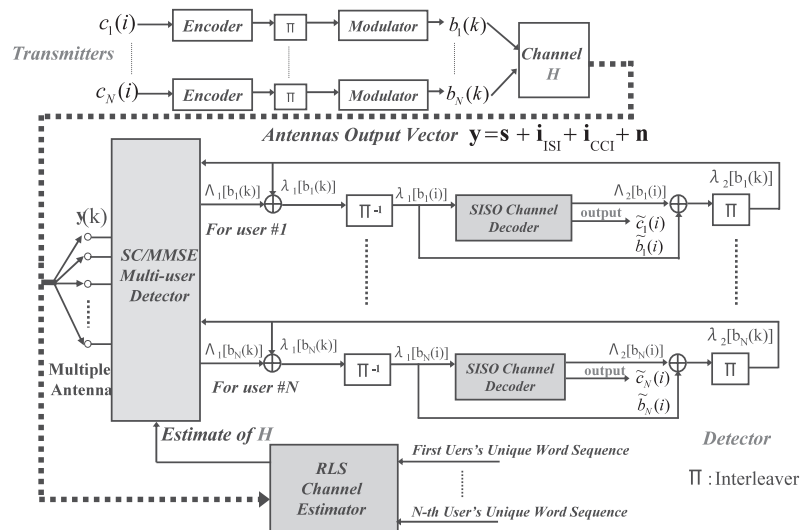 c1(i) Encoder Π Modulator b1(k)
Transmitters
Channel H
cN(i) Encoder Π Modulator bN(k)
Antennas Output Vector y = s + iISI + iCCI + n
y(k)
SC/MMSE Multi-user Detector
Λ1[b1(k)] λ1[b1(k)] Π-1 λ1[b1(i)] SISO Channel Decoder Λ2[b1(i)] Π λ2[b1(k)]
output c̃1(i)
b̃1(i)
For user #1
Λ1[bN(k)] λ1[bN(k)] Π-1 λ1[bN(i)] SISO Channel Decoder Λ2[bN(i)] Π λ2[bN(k)]
output c̃N(i)
b̃N(i)
For user #N
Multiple Antenna
Estimate of H
Detector
First Uers's Unique Word Sequence
RLS Channel Estimator
Π : Interleaver
N-th User's Unique Word Sequence